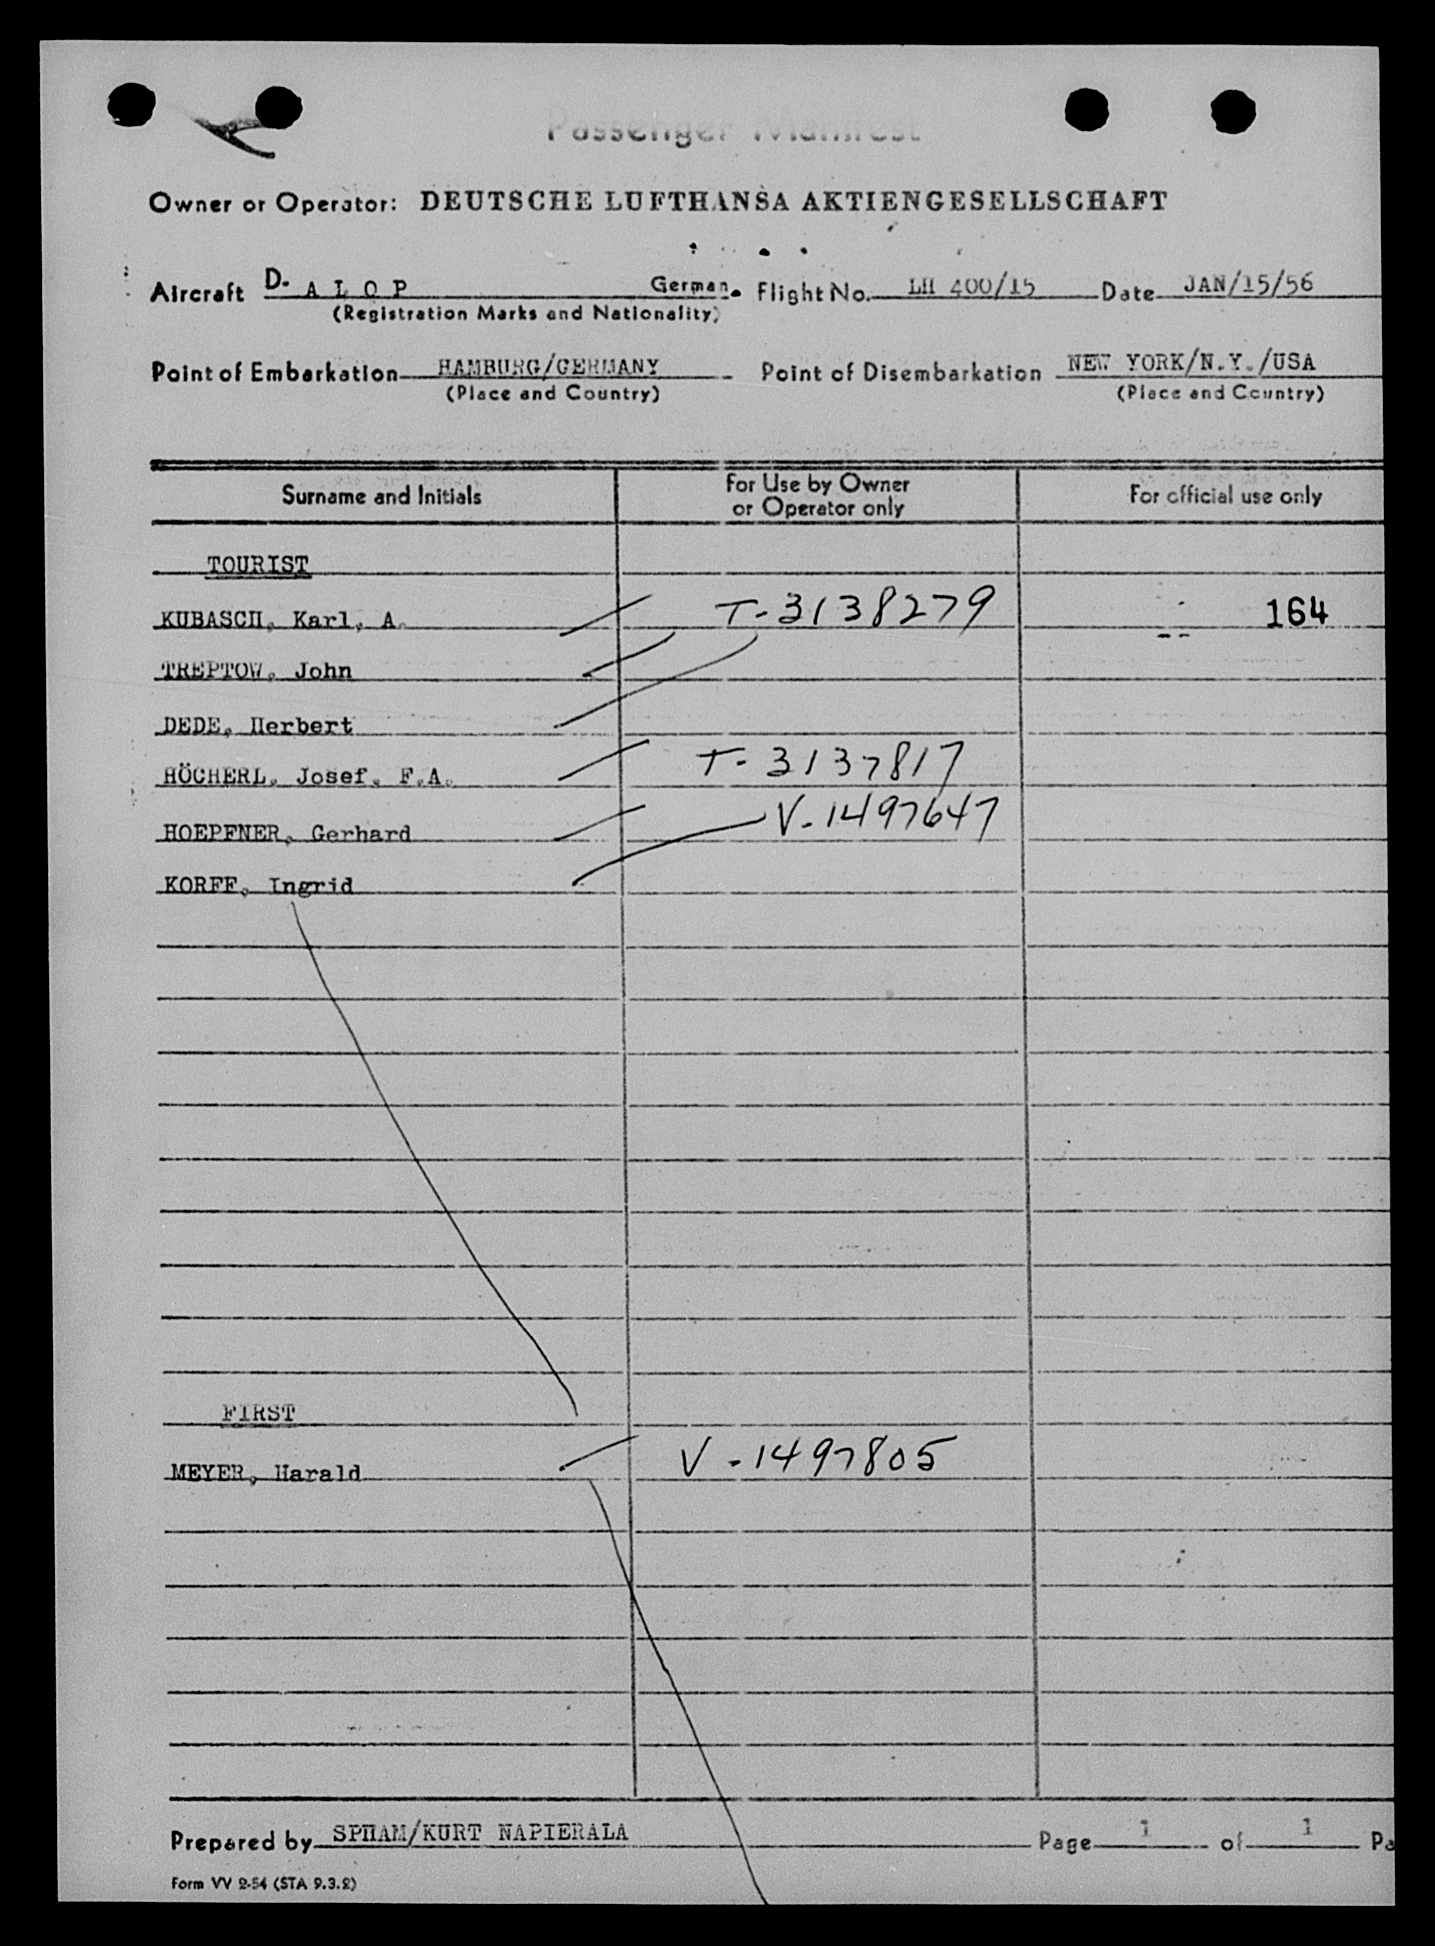 Passenger Manifest
Owner or Operator: DEUTSCHE LUFTHANSA AKTIENGESELLSCHAFT
Aircraft D- A L O P German. Flight No. LH 400/15 Date JAN/15/56
(Registration Marks and Nationality)
Point of Embarkation HAMBURG/GERMANY Point of Disembarkation NEW YORK/N.Y./USA
(Place and Country) (Place and Country)
Surname and Initials For Use by Owner or Operator only For official use only
TOURIST
KUBASCH, Karl, A. T-3138279 164
TREPTOW, John
DEDE, Herbert
HÖCHERL, Josef, F.A. T-3137817
HOEPFNER, Gerhard V-1497647
KORFF, Ingrid
FIRST
MEYER, Harald V-1497805
Prepared by SPHAM/KURT NAPIERALA Page 1 of 1 Pa
Form VV 2-54 (STA 9.3.2)